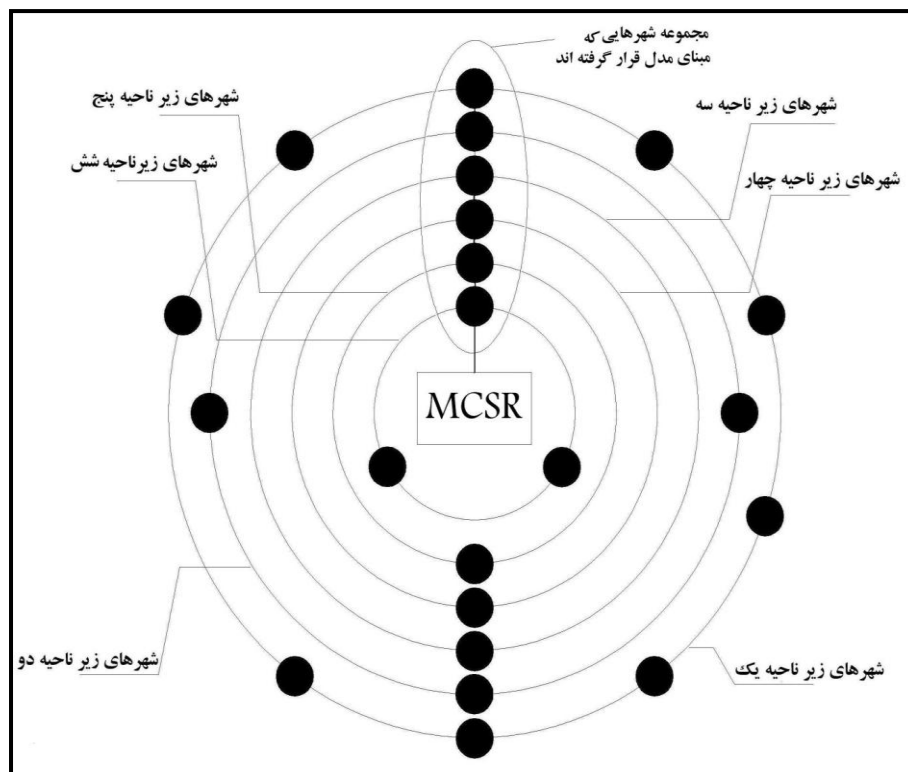 مجموعه شهرهایی که
مبنای مدل قرار گرفته اند
شهرهای زیر ناحیه پنج
شهرهای زیر ناحیه سه
شهرهای زیرناحیه شش
شهرهای زیر ناحیه چهار
MCSR
شهرهای زیر ناحیه دو
شهرهای زیر ناحیه یک